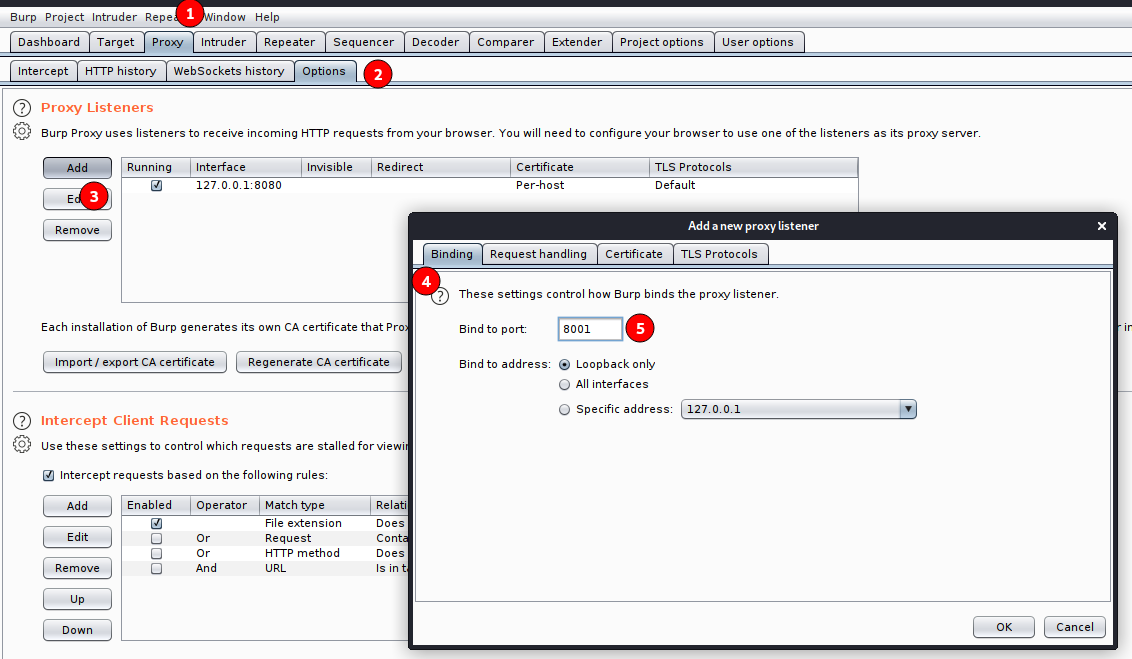 Burp Project Intruder Repea 1 Window Help
Dashboard Target Proxy Intruder Repeater Sequencer Decoder Comparer Extender Project options User options
Intercept HTTP history WebSockets history Options 2
? Proxy Listeners
Burp Proxy uses listeners to receive incoming HTTP requests from your browser. You will need to configure your browser to use one of the listeners as its proxy server.
Add Running Interface Invisible Redirect Certificate TLS Protocols
127.0.0.1:8080 Per-host Default
Ed 3
Remove
Add a new proxy listener
Binding Request handling Certificate TLS Protocols
4
? These settings control how Burp binds the proxy listener.
Bind to port: 8001 5
Bind to address: Loopback only
All interfaces
Specific address: 127.0.0.1
OK Cancel
Each installation of Burp generates its own CA certificate that Prox
Import / export CA certificate Regenerate CA certificate
? Intercept Client Requests
Use these settings to control which requests are stalled for viewin
Intercept requests based on the following rules:
Add Enabled Operator Match type Relati
File extension Does
Edit Or Request Conta
Or HTTP method Does
Remove And URL Is in ta
Up
Down